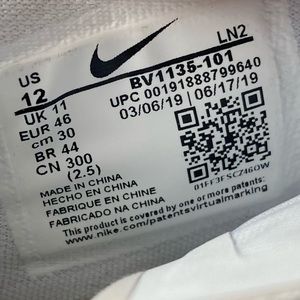 LN2
US
12
UK 11
EUR 46
cm 30
BR 44
CN 300
(2.5)
BV1135-101
UPC 00191888799640
03/06/19 06/17/19
01FF3FSCZ46OW
MADE IN CHINA
HECHO EN CHINA
FABRIQUE EN CHINE
FABRICADO NA CHINA
This product is covered by one or more patents
www.nike.com/patentsvirtualmarking